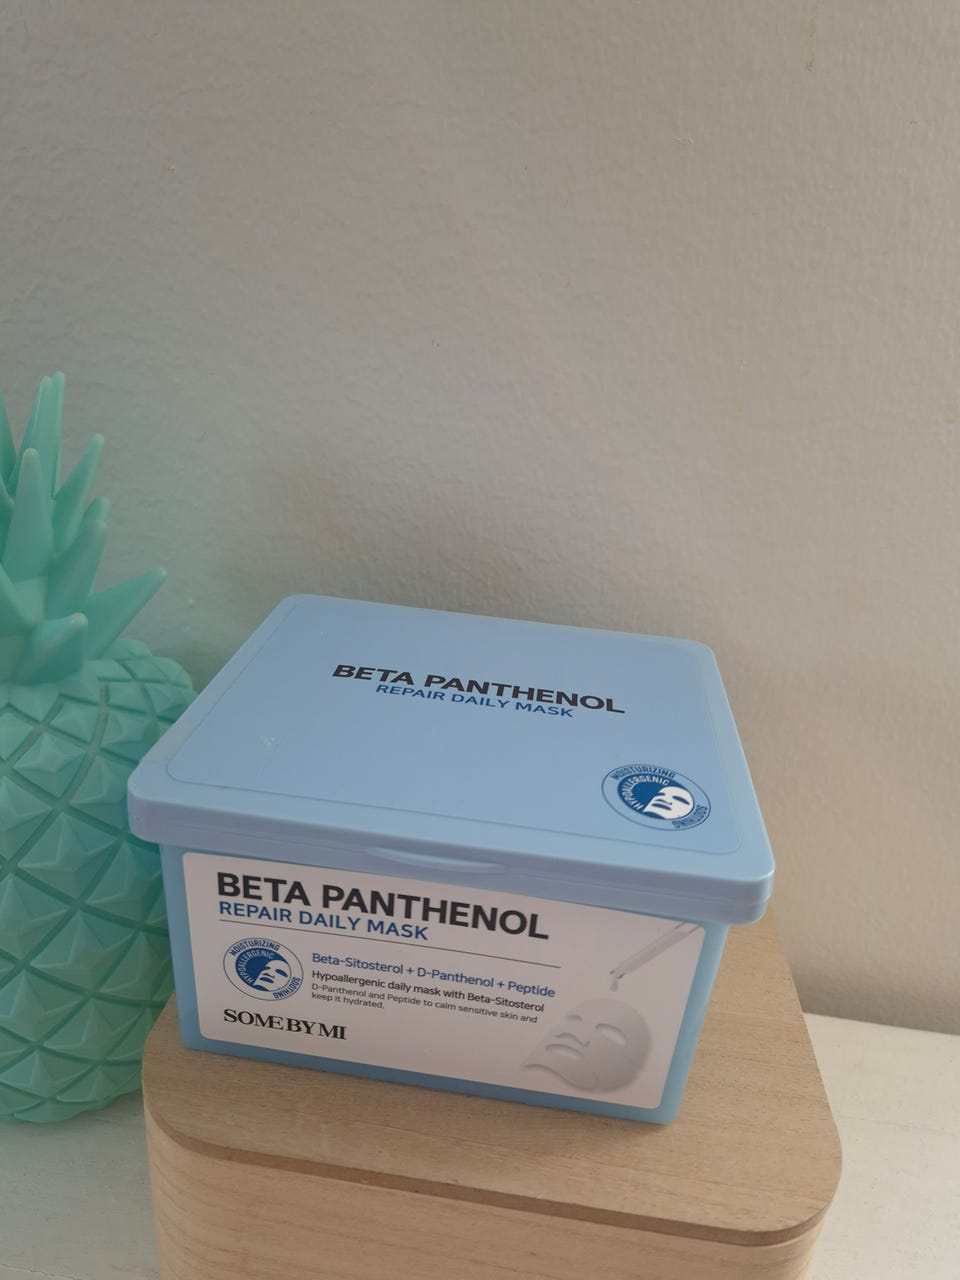 BETA PANTHENOL
REPAIR DAILY MASK
MOISTURIZING
HYPOALLERGENIC
SOOTHING
BETA PANTHENOL
REPAIR DAILY MASK
MOISTURIZING
HYPOALLERGENIC
SOOTHING
Beta-Sitosterol + D-Panthenol + Peptide
Hypoallergenic daily mask with Beta-Sitosterol
D-Panthenol and Peptide to calm sensitive skin and
keep it hydrated.
SOME BY MI